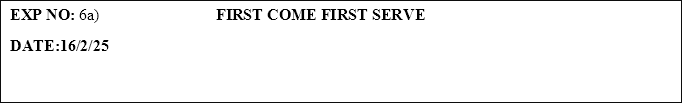 EXP NO: 6a) FIRST COME FIRST SERVE
DATE:16/2/25